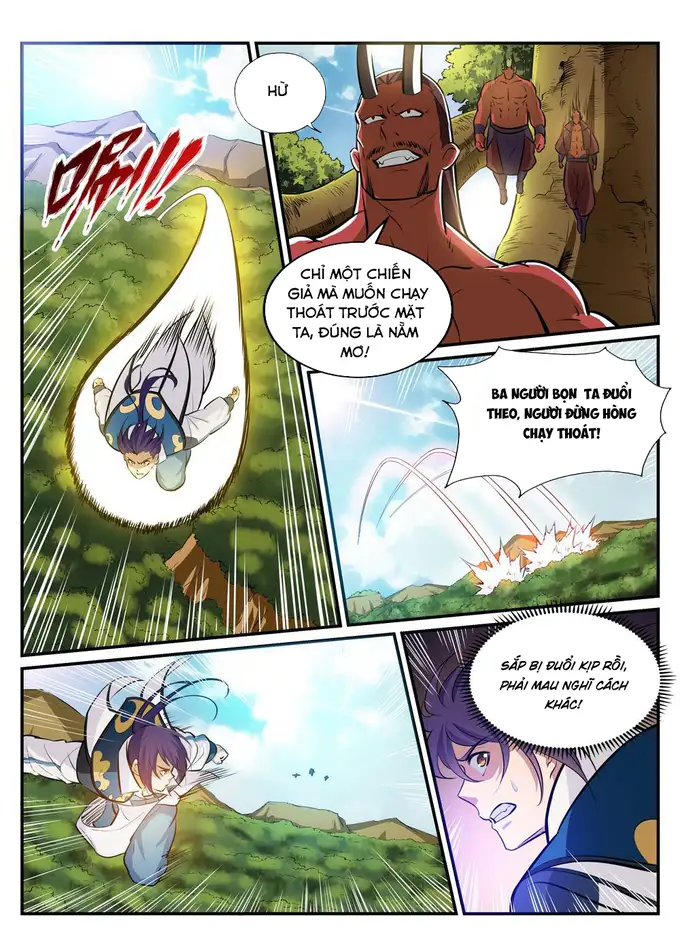 唰!!!
HỪ
CHỈ MỘT CHIẾN
GIẢ MÀ MUỐN CHẠY
THOÁT TRƯỚC MẶT
TA, ĐÚNG LÀ NẰM
MƠ!
BA NGƯỜI BỌN TA ĐUỔI
THEO, NGƯƠI ĐỪNG HÒNG
CHẠY THOÁT!
SẮP BỊ ĐUỔI KỊP RỒI,
PHẢI MAU NGHĨ CÁCH
KHÁC!